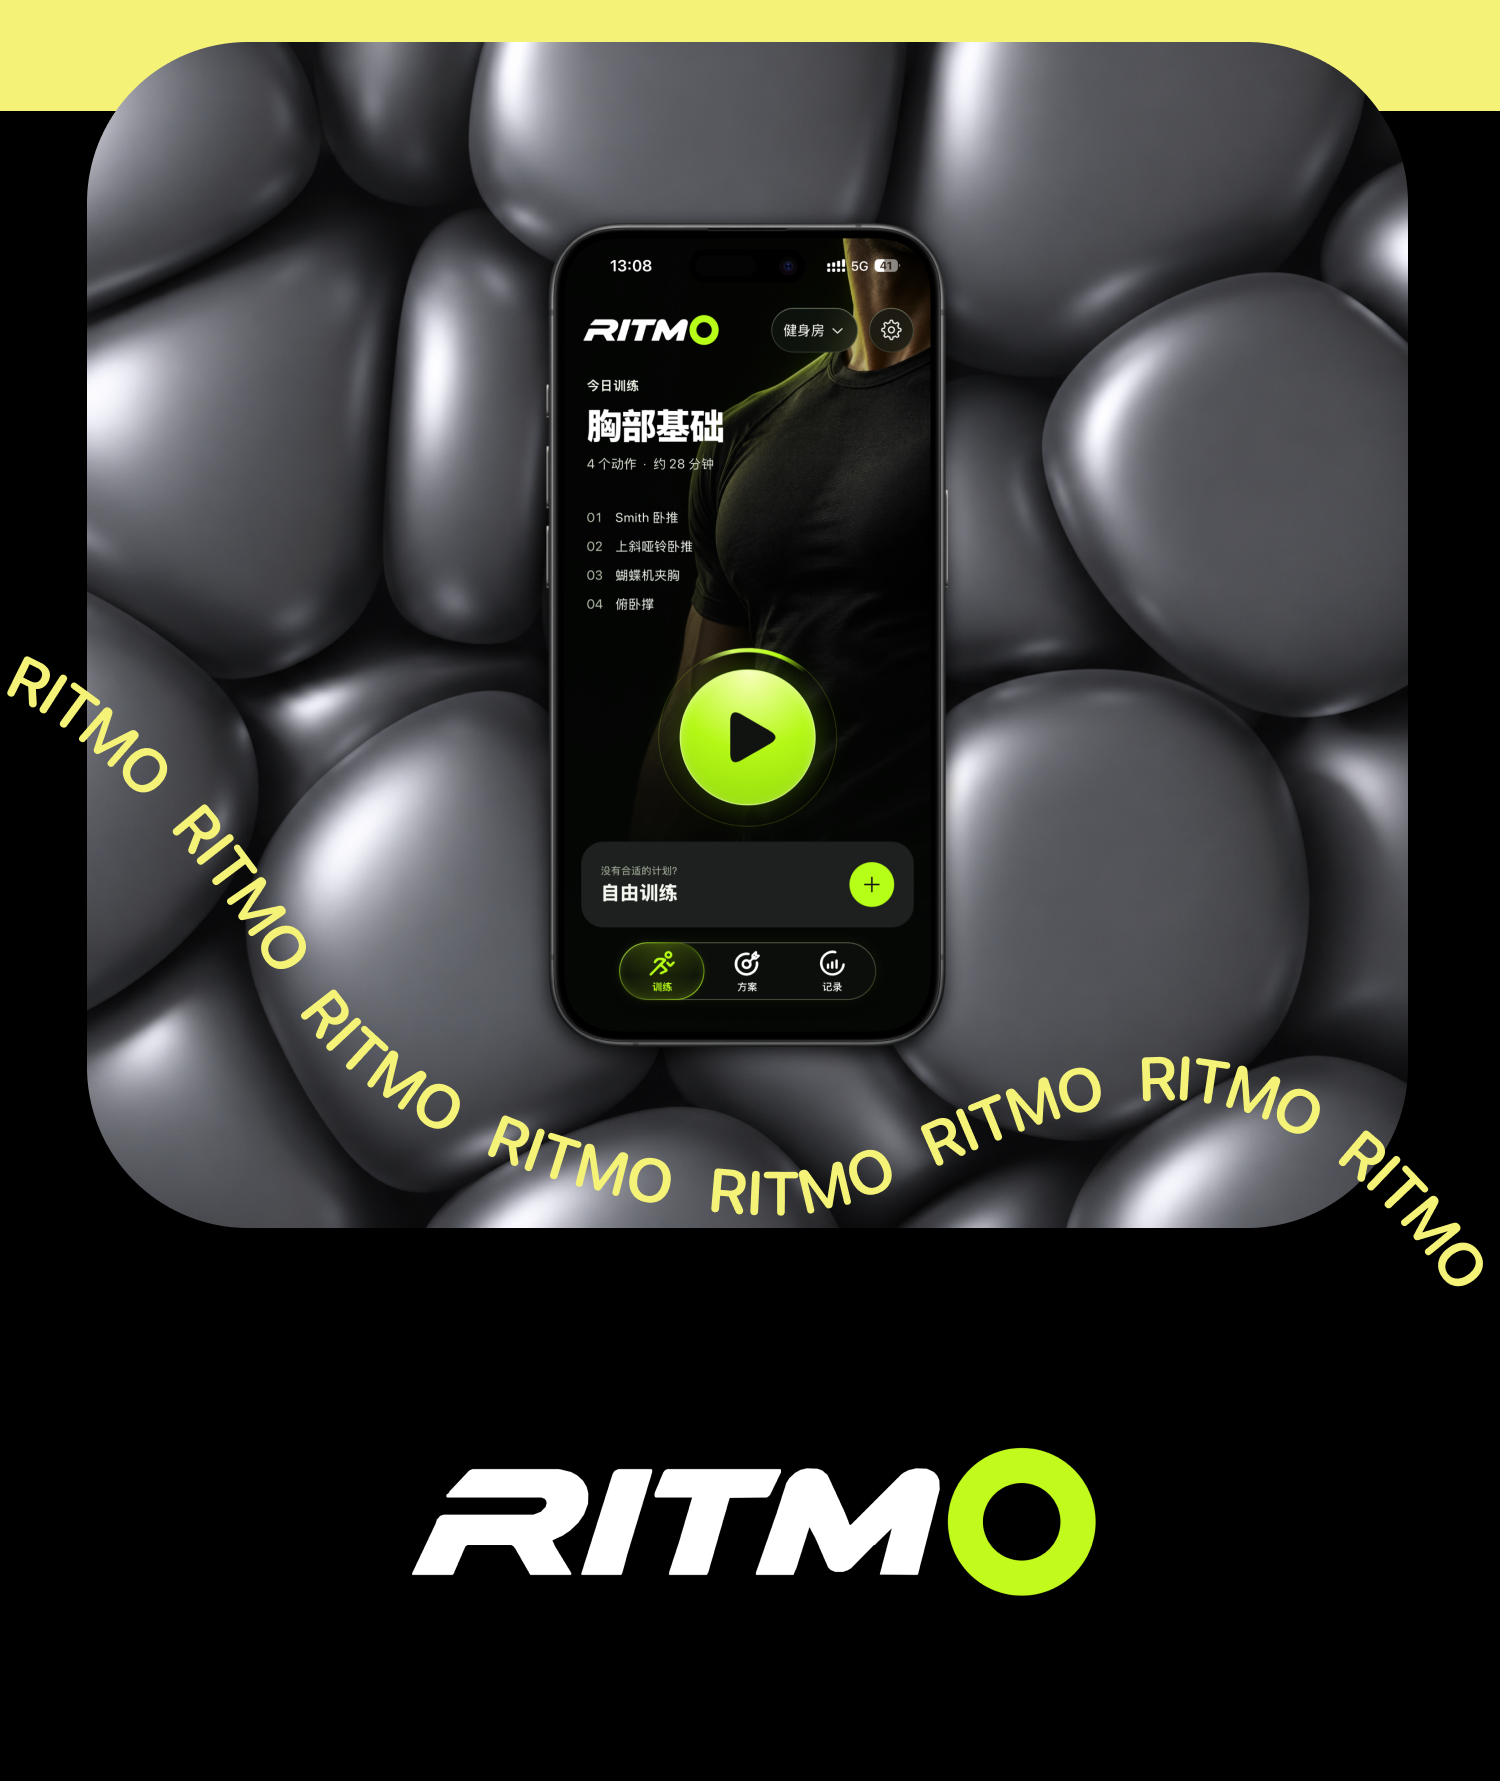 13:08 5G 41
RITMO 健身房
今日训练
胸部基础
4 个动作 · 约 28 分钟
01 Smith 卧推
02 上斜哑铃卧推
03 蝴蝶机夹胸
04 俯卧撑
没有合适的计划?
自由训练
训练 方案 记录
RITMO RITMO RITMO RITMO RITMO RITMO RITMO RITMO
RITMO